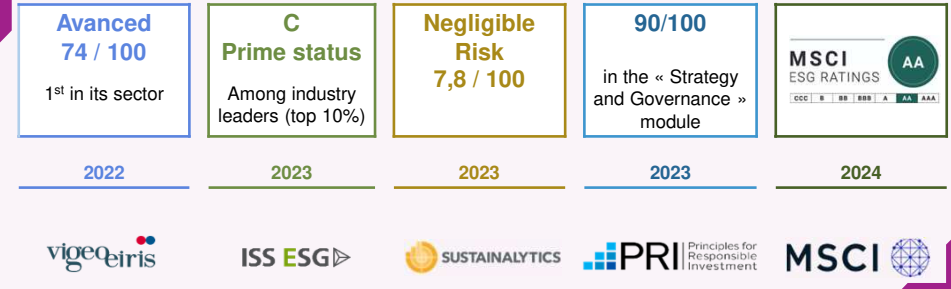 Avanced
74 / 100
1st in its sector
C
Prime status
Among industry
leaders (top 10%)
Negligible
Risk
7,8 / 100
90/100
in the « Strategy
and Governance »
module
MSCI
ESG RATINGS
AA
CCC B BB BBB A AA AAA
2022
2023
2023
2023
2024
vigeoeiris
ISS ESG
SUSTAINALYTICS
PRI
Principles for
Responsible
Investment
MSCI